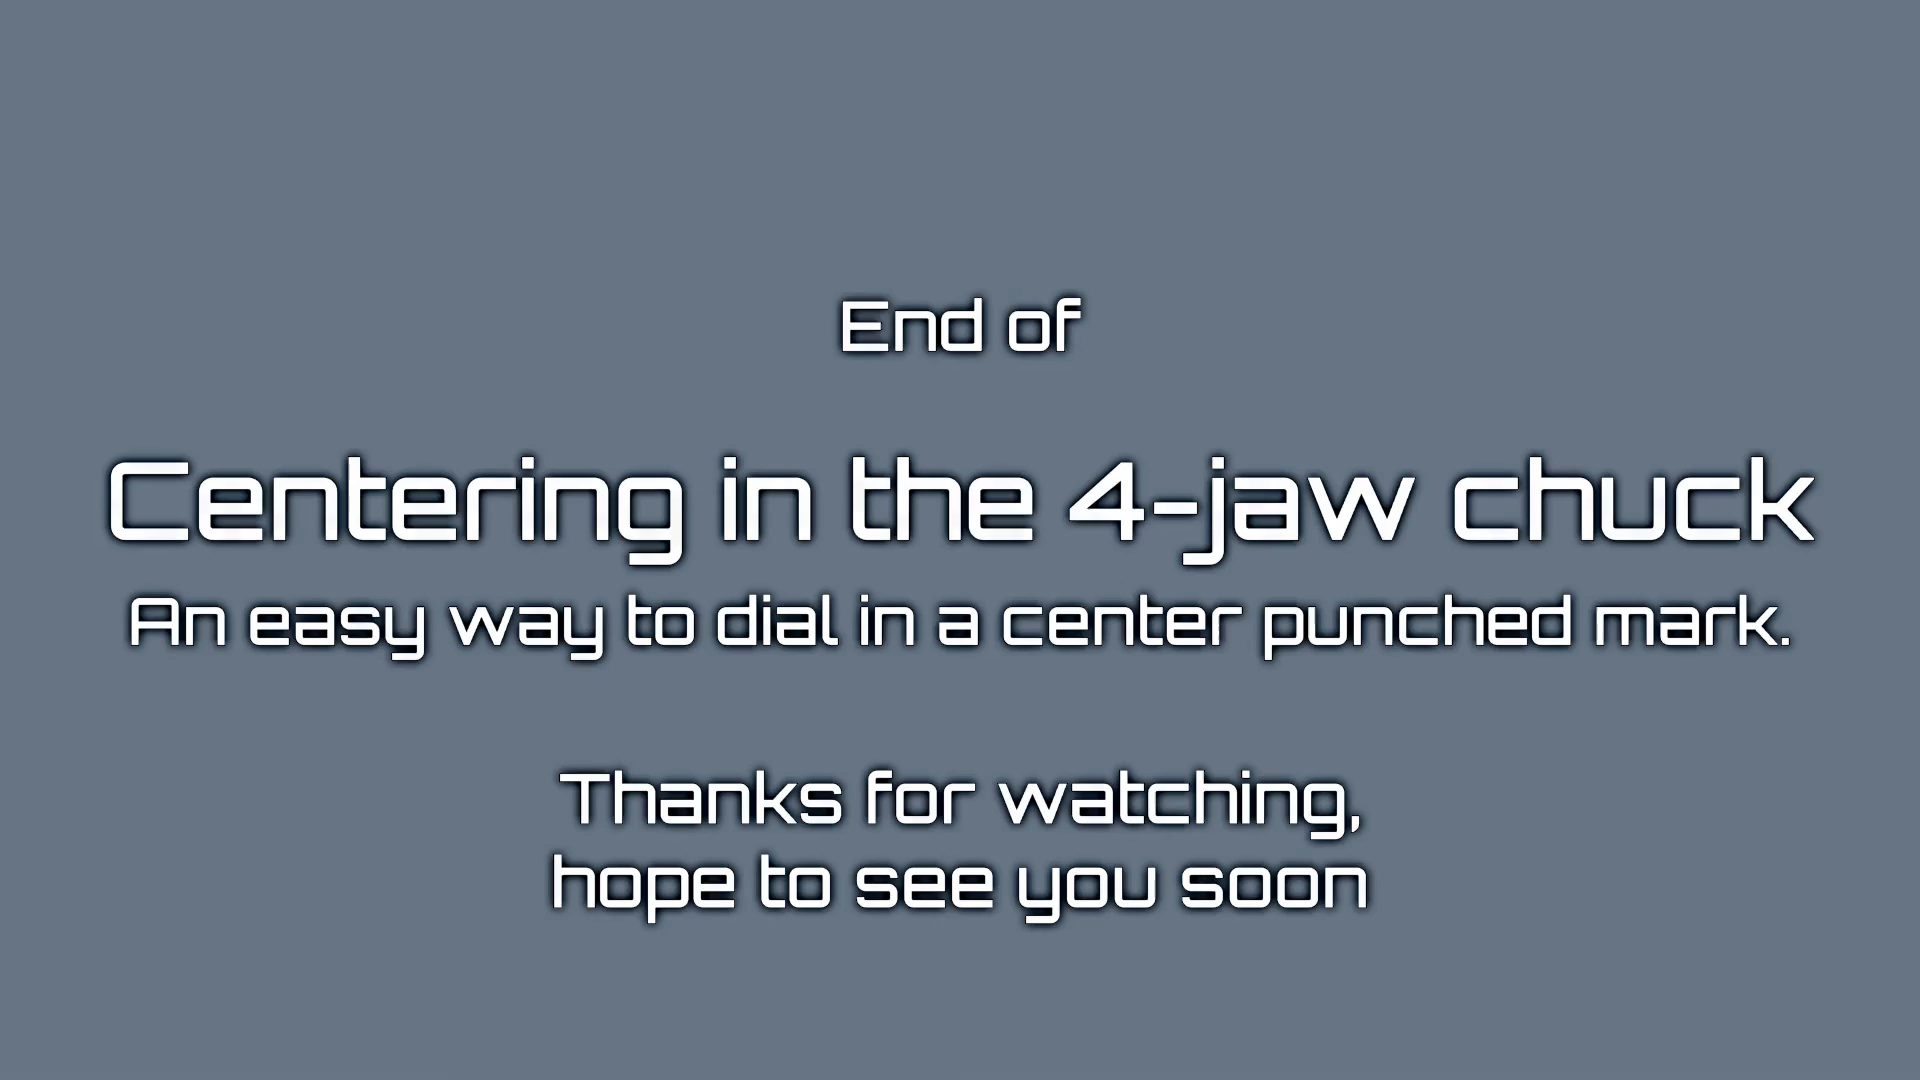 End of
Centering in the 4-jaw chuck
An easy way to dial in a center punched mark.
Thanks for watching,
hope to see you soon